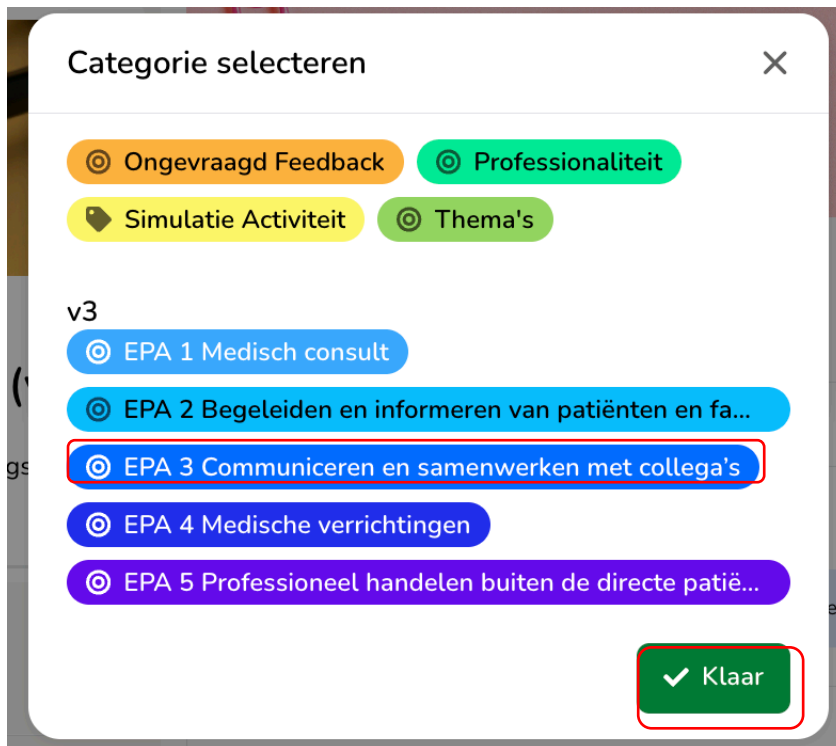 Categorie selecteren
Ongevraagd Feedback
Professionaliteit
Simulatie Activiteit
Thema's
v3
EPA 1 Medisch consult
EPA 2 Begeleiden en informeren van patiënten en fa...
EPA 3 Communiceren en samenwerken met collega’s
EPA 4 Medische verrichtingen
EPA 5 Professioneel handelen buiten de directe patië...
Klaar